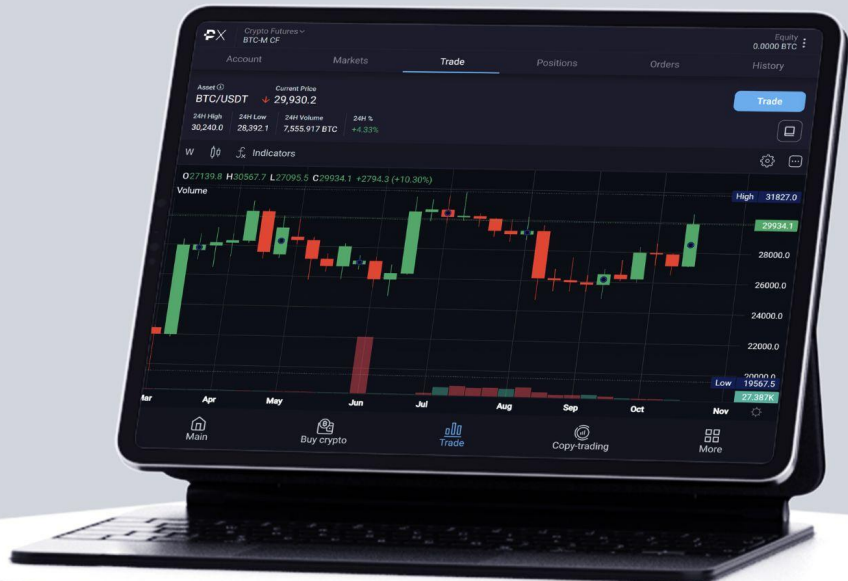 PX
Crypto Futures
BTC-M CF
Equity
0.0000 BTC
Account Markets Trade Positions Orders History
Asset Current Price
BTC/USDT 29,930.2
Trade
24H High 24H Low 24H Volume 24H %
30,240.0 28,392.1 7,555.917 BTC +4.33%
W fx Indicators
O27139.8 H30567.7 L27095.5 C29934.1 +2794.3 (+10.30%)
Volume
High 31827.0
29934.1
28000.0
26000.0
24000.0
22000.0
20000.0
Low 19567.5
27.387K
Mar Apr May Jun Jul Aug Sep Oct Nov
Main Buy crypto Trade Copy-trading More